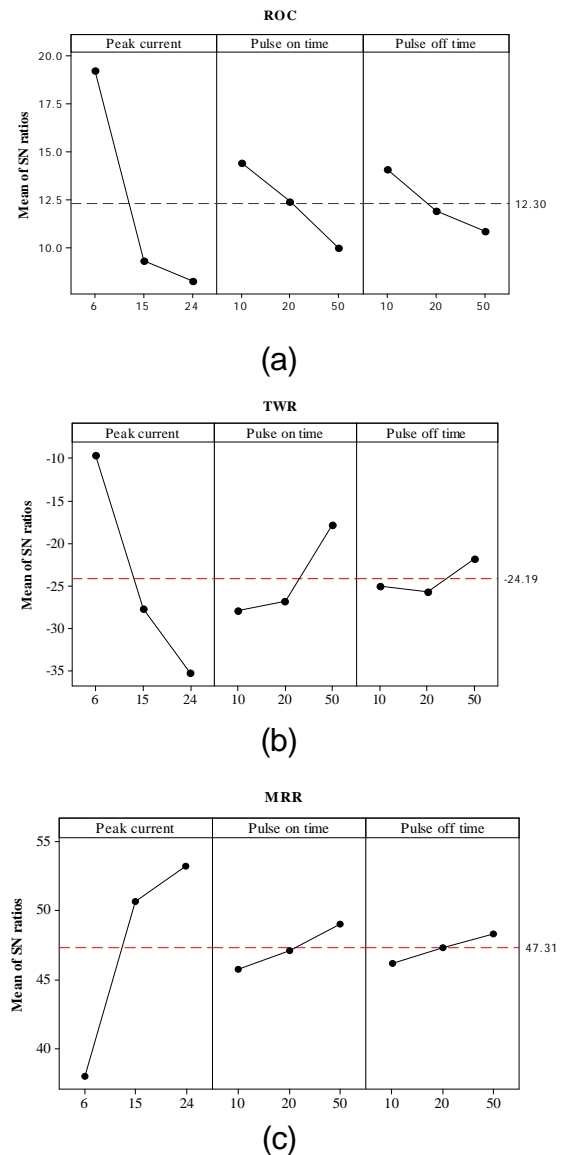 ROC
Peak current Pulse on time Pulse off time
Mean of SN ratios
20.0
17.5
15.0
12.5
10.0
12.30
6 15 24 10 20 50 10 20 50
(a)
TWR
Peak current Pulse on time Pulse off time
Mean of SN ratios
-10
-15
-20
-25
-30
-35
-24.19
6 15 24 10 20 50 10 20 50
(b)
MRR
Peak current Pulse on time Pulse off time
Mean of SN ratios
55
50
45
40
47.31
6 15 24 10 20 50 10 20 50
(c)